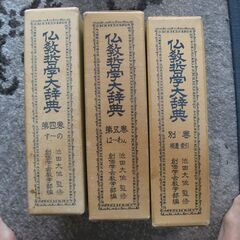 仏教哲学大辞典
第四巻
すーの
池田大作監修
創価学会教学部編
仏教哲学大辞典
第五巻
はーわん
池田大作監修
創価学会教学部編
仏教哲学大辞典
別巻
池田大作監修
創価学会教学部編